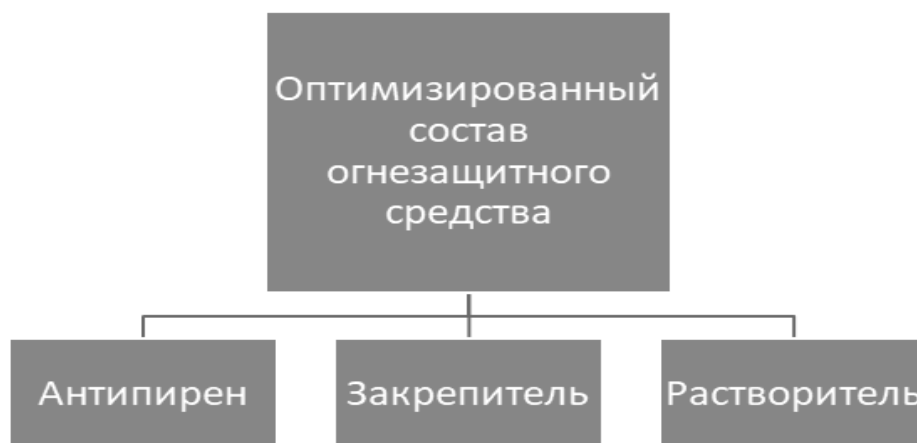 Оптимизированный
состав
огнезащитного
средства
Антипирен
Закрепитель
Растворитель